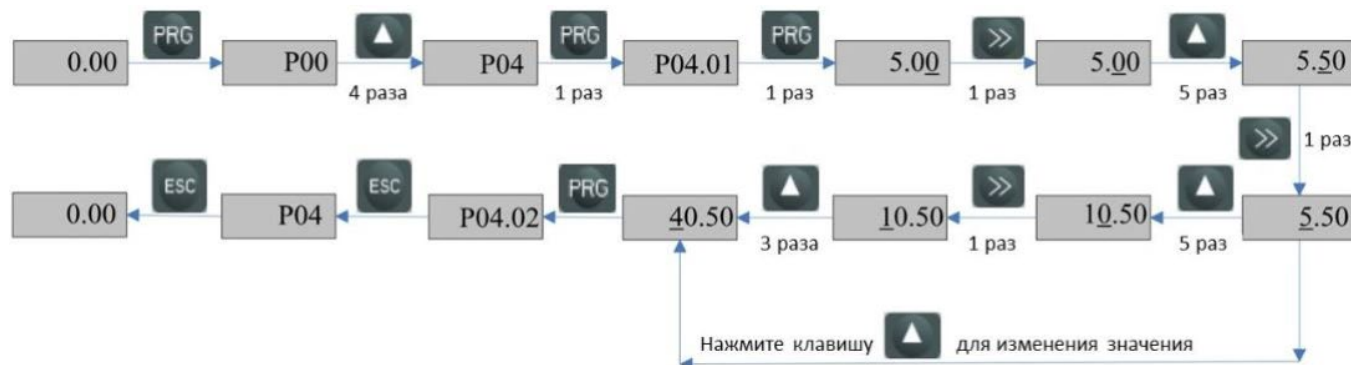 PRG PRG PRG
0.00 P00 P04 P04.01 5.00 5.00 5.50
4 раза 1 раз 1 раз 1 раз 5 раз
1 раз
ESC ESC PRG
0.00 P04 P04.02 40.50 10.50 10.50 5.50
3 раза 1 раз 5 раз
Нажмите клавишу для изменения значения